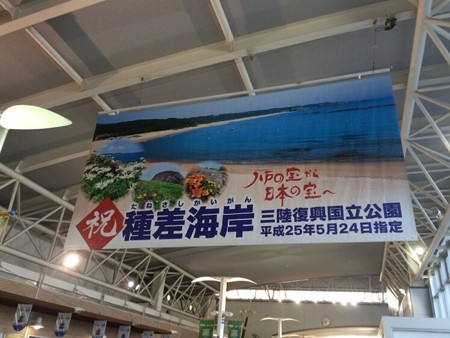 八戸の宝から
日本の宝へ
祝
たねさしかいがん
種差海岸
三陸復興国立公園
平成25年5月24日指定